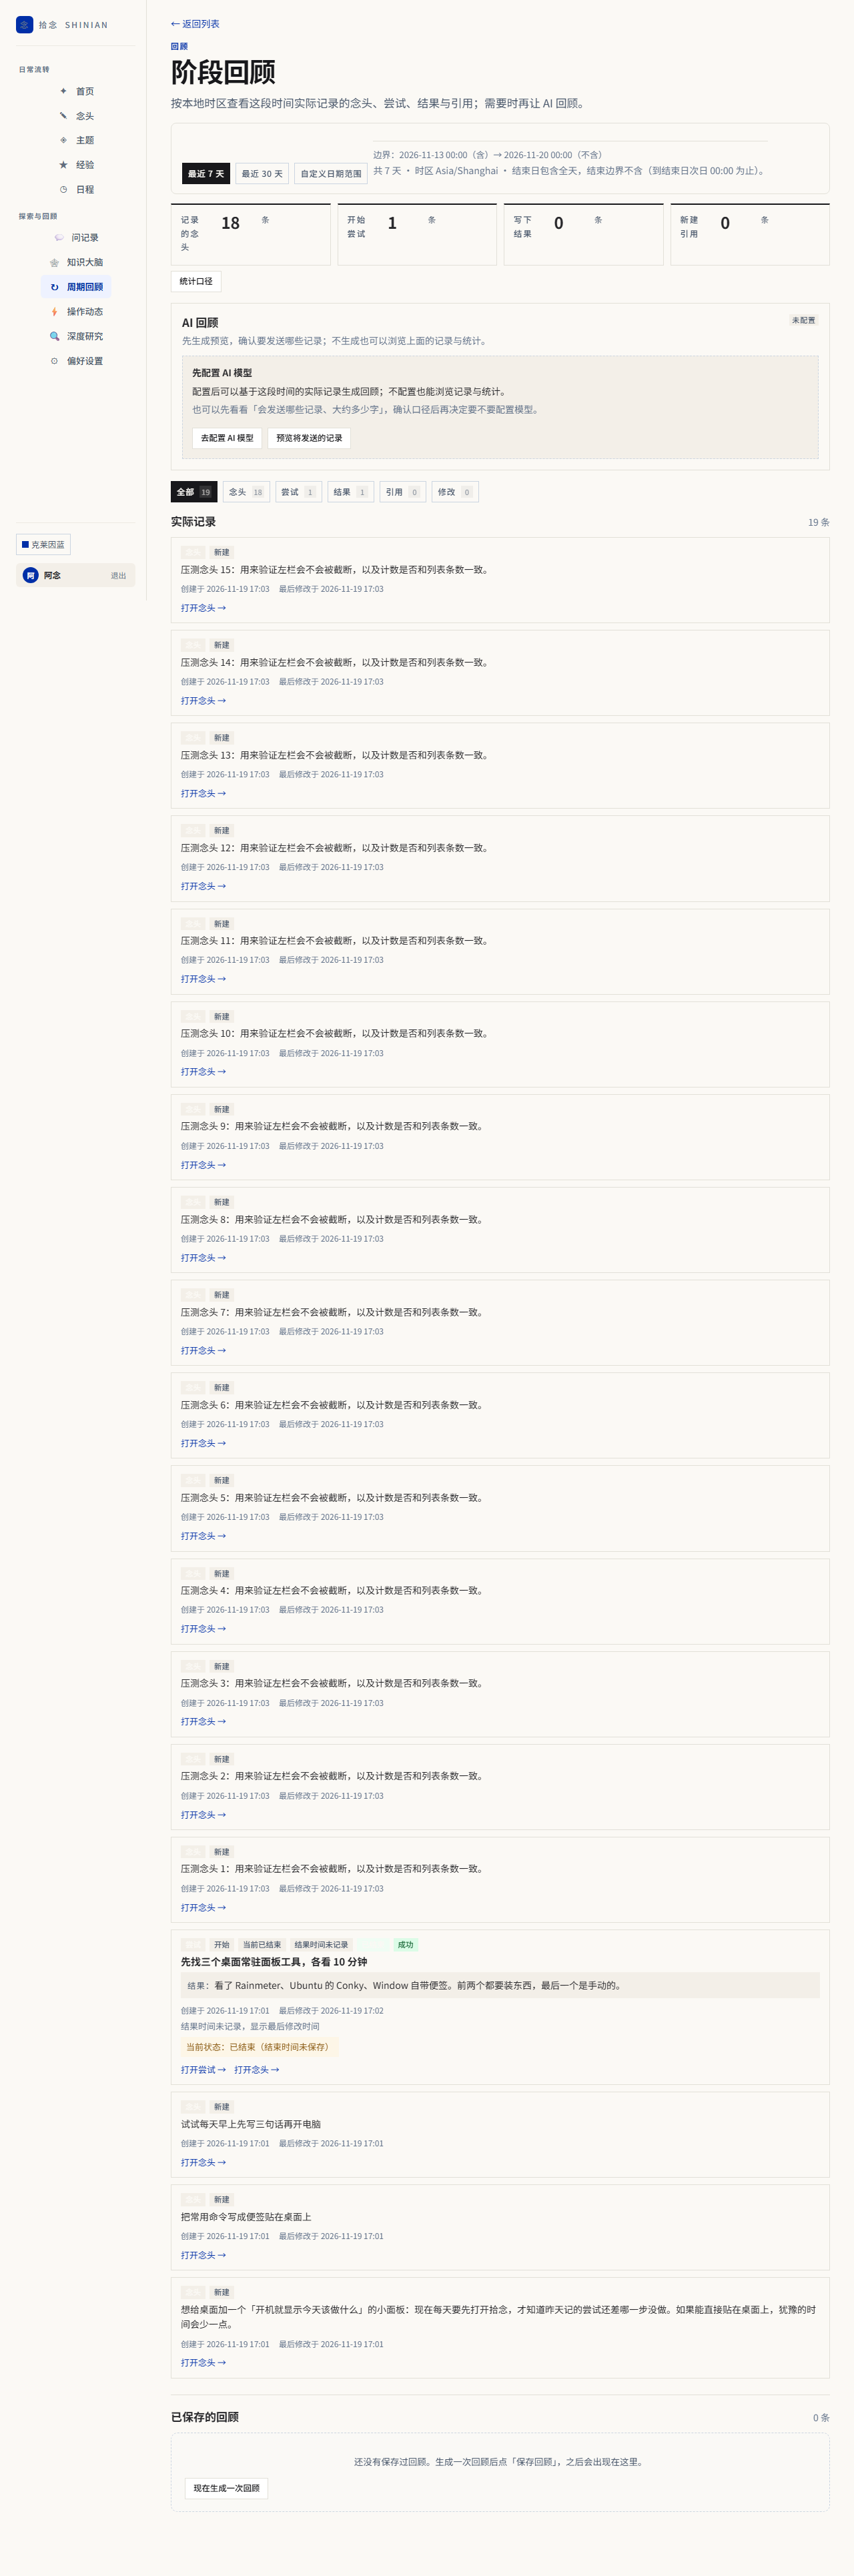 拾念 SHINIAN
日常流转
首页
念头
主题
经验
日程
探索与回顾
问记录
知识大脑
周期回顾
操作动态
深度研究
偏好设置
克莱因蓝
阿 阿念 退出
← 返回列表
回顾
阶段回顾
按本地时区查看这段时间实际记录的念头、尝试、结果与引用；需要时再让 AI 回顾。
最近 7 天 最近 30 天 自定义日期范围
边界：2026-11-13 00:00（含）→ 2026-11-20 00:00（不含）
共 7 天 · 时区 Asia/Shanghai · 结束日包含全天，结束边界不含（到结束日次日 00:00 为止）。
记录的念头 18 条
开始尝试 1 条
写下结果 0 条
新建引用 0 条
统计口径
AI 回顾 未配置
先生成预览，确认要发送哪些记录；不生成也可以浏览上面的记录与统计。
先配置 AI 模型
配置后可以基于这段时间的实际记录生成回顾；不配置也能浏览记录与统计。
也可以先看看「会发送哪些记录、大约多少字」，确认口径后再决定要不要配置模型。
去配置 AI 模型 预览将发送的记录
全部 19 念头 18 尝试 1 结果 1 引用 0 修改 0
实际记录 19 条
新建
压测念头 15：用来验证左栏会不会被截断，以及计数是否和列表条数一致。
创建于 2026-11-19 17:03 最后修改于 2026-11-19 17:03
打开念头 →
新建
压测念头 14：用来验证左栏会不会被截断，以及计数是否和列表条数一致。
创建于 2026-11-19 17:03 最后修改于 2026-11-19 17:03
打开念头 →
新建
压测念头 13：用来验证左栏会不会被截断，以及计数是否和列表条数一致。
创建于 2026-11-19 17:03 最后修改于 2026-11-19 17:03
打开念头 →
新建
压测念头 12：用来验证左栏会不会被截断，以及计数是否和列表条数一致。
创建于 2026-11-19 17:03 最后修改于 2026-11-19 17:03
打开念头 →
新建
压测念头 11：用来验证左栏会不会被截断，以及计数是否和列表条数一致。
创建于 2026-11-19 17:03 最后修改于 2026-11-19 17:03
打开念头 →
新建
压测念头 10：用来验证左栏会不会被截断，以及计数是否和列表条数一致。
创建于 2026-11-19 17:03 最后修改于 2026-11-19 17:03
打开念头 →
新建
压测念头 9：用来验证左栏会不会被截断，以及计数是否和列表条数一致。
创建于 2026-11-19 17:03 最后修改于 2026-11-19 17:03
打开念头 →
新建
压测念头 8：用来验证左栏会不会被截断，以及计数是否和列表条数一致。
创建于 2026-11-19 17:03 最后修改于 2026-11-19 17:03
打开念头 →
新建
压测念头 7：用来验证左栏会不会被截断，以及计数是否和列表条数一致。
创建于 2026-11-19 17:03 最后修改于 2026-11-19 17:03
打开念头 →
新建
压测念头 6：用来验证左栏会不会被截断，以及计数是否和列表条数一致。
创建于 2026-11-19 17:03 最后修改于 2026-11-19 17:03
打开念头 →
新建
压测念头 5：用来验证左栏会不会被截断，以及计数是否和列表条数一致。
创建于 2026-11-19 17:03 最后修改于 2026-11-19 17:03
打开念头 →
新建
压测念头 4：用来验证左栏会不会被截断，以及计数是否和列表条数一致。
创建于 2026-11-19 17:03 最后修改于 2026-11-19 17:03
打开念头 →
新建
压测念头 3：用来验证左栏会不会被截断，以及计数是否和列表条数一致。
创建于 2026-11-19 17:03 最后修改于 2026-11-19 17:03
打开念头 →
新建
压测念头 2：用来验证左栏会不会被截断，以及计数是否和列表条数一致。
创建于 2026-11-19 17:03 最后修改于 2026-11-19 17:03
打开念头 →
新建
压测念头 1：用来验证左栏会不会被截断，以及计数是否和列表条数一致。
创建于 2026-11-19 17:03 最后修改于 2026-11-19 17:03
打开念头 →
开始 当前已结束 结果时间未记录 成功
先找三个桌面常驻面板工具，各看 10 分钟
结果：看了 Rainmeter、Ubuntu 的 Conky、Window 自带便签。前两个都要装东西，最后一个是手动的。
创建于 2026-11-19 17:01 最后修改于 2026-11-19 17:02
结果时间未记录，显示最后修改时间
当前状态：已结束（结束时间未保存）
打开尝试 → 打开念头 →
新建
试试每天早上先写三句话再开电脑
创建于 2026-11-19 17:01 最后修改于 2026-11-19 17:01
打开念头 →
新建
把常用命令写成便签贴在桌面上
创建于 2026-11-19 17:01 最后修改于 2026-11-19 17:01
打开念头 →
新建
想给桌面加一个「开机就显示今天该做什么」的小面板：现在每天要先打开拾念，才知道昨天记的尝试还差哪一步没做。如果能直接贴在桌面上，犹豫的时
间会少一点。
创建于 2026-11-19 17:01 最后修改于 2026-11-19 17:01
打开念头 →
已保存的回顾 0 条
还没有保存过回顾。生成一次回顾后点「保存回顾」，之后会出现在这里。
现在生成一次回顾